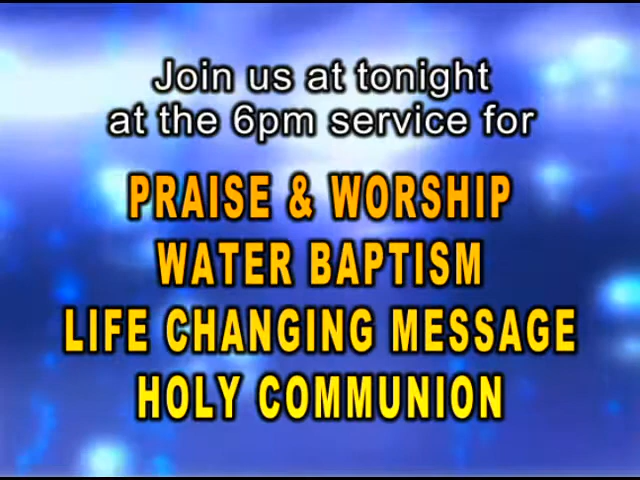 Join us at tonight
at the 6pm service for
PRAISE & WORSHIP
WATER BAPTISM
LIFE CHANGING MESSAGE
HOLY COMMUNION